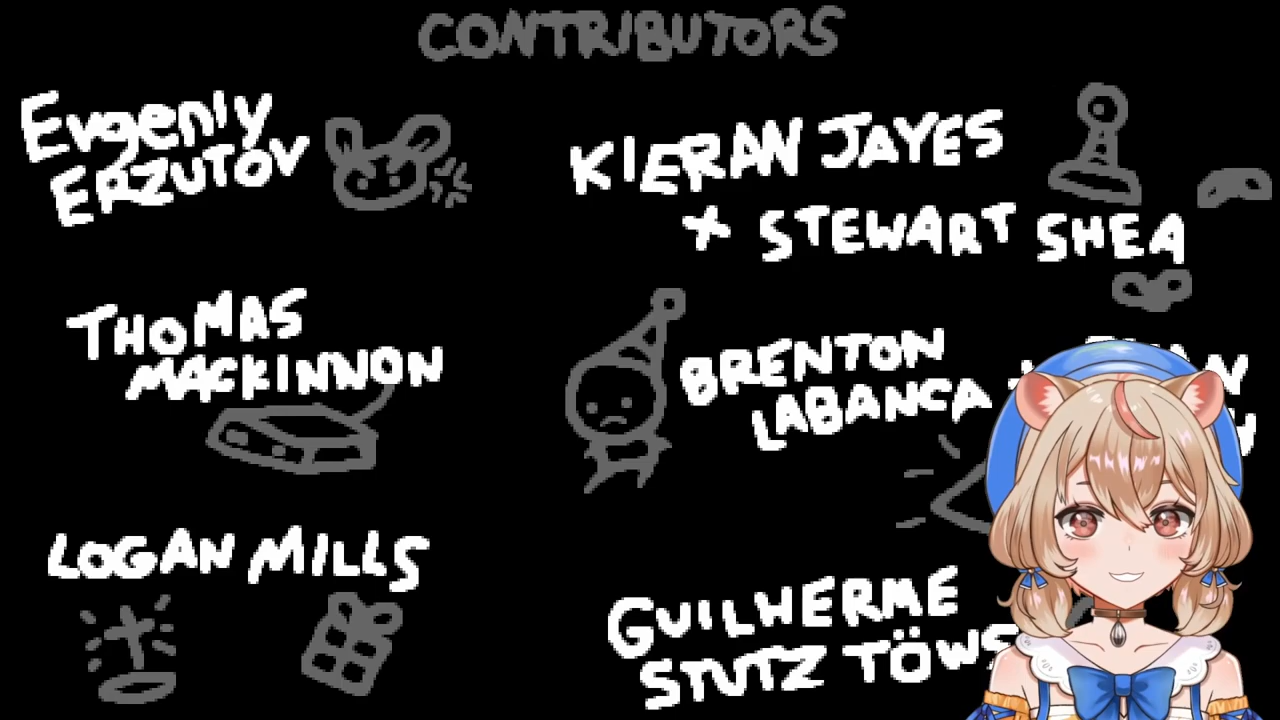 CONTRIBUTORS
Evgeniy
ERZUTOV
KIERAN JAYES
x STEWART SHEA
THOMAS
MACKINNON
BRENTON
LABANCA
LOGAN MILLS
GUILHERME
STUTZ TÖWS